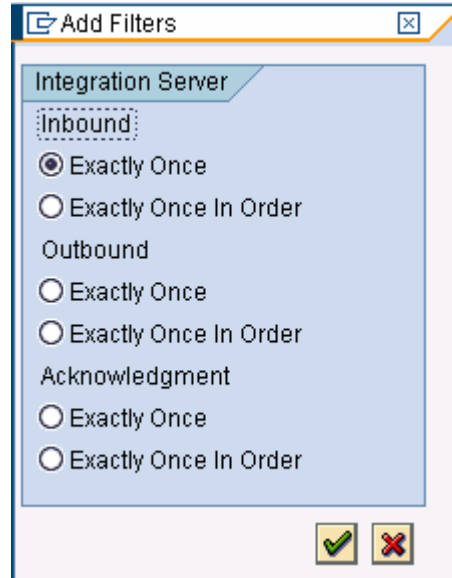 Add Filters
Integration Server
Inbound
Exactly Once
Exactly Once In Order
Outbound
Exactly Once
Exactly Once In Order
Acknowledgment
Exactly Once
Exactly Once In Order